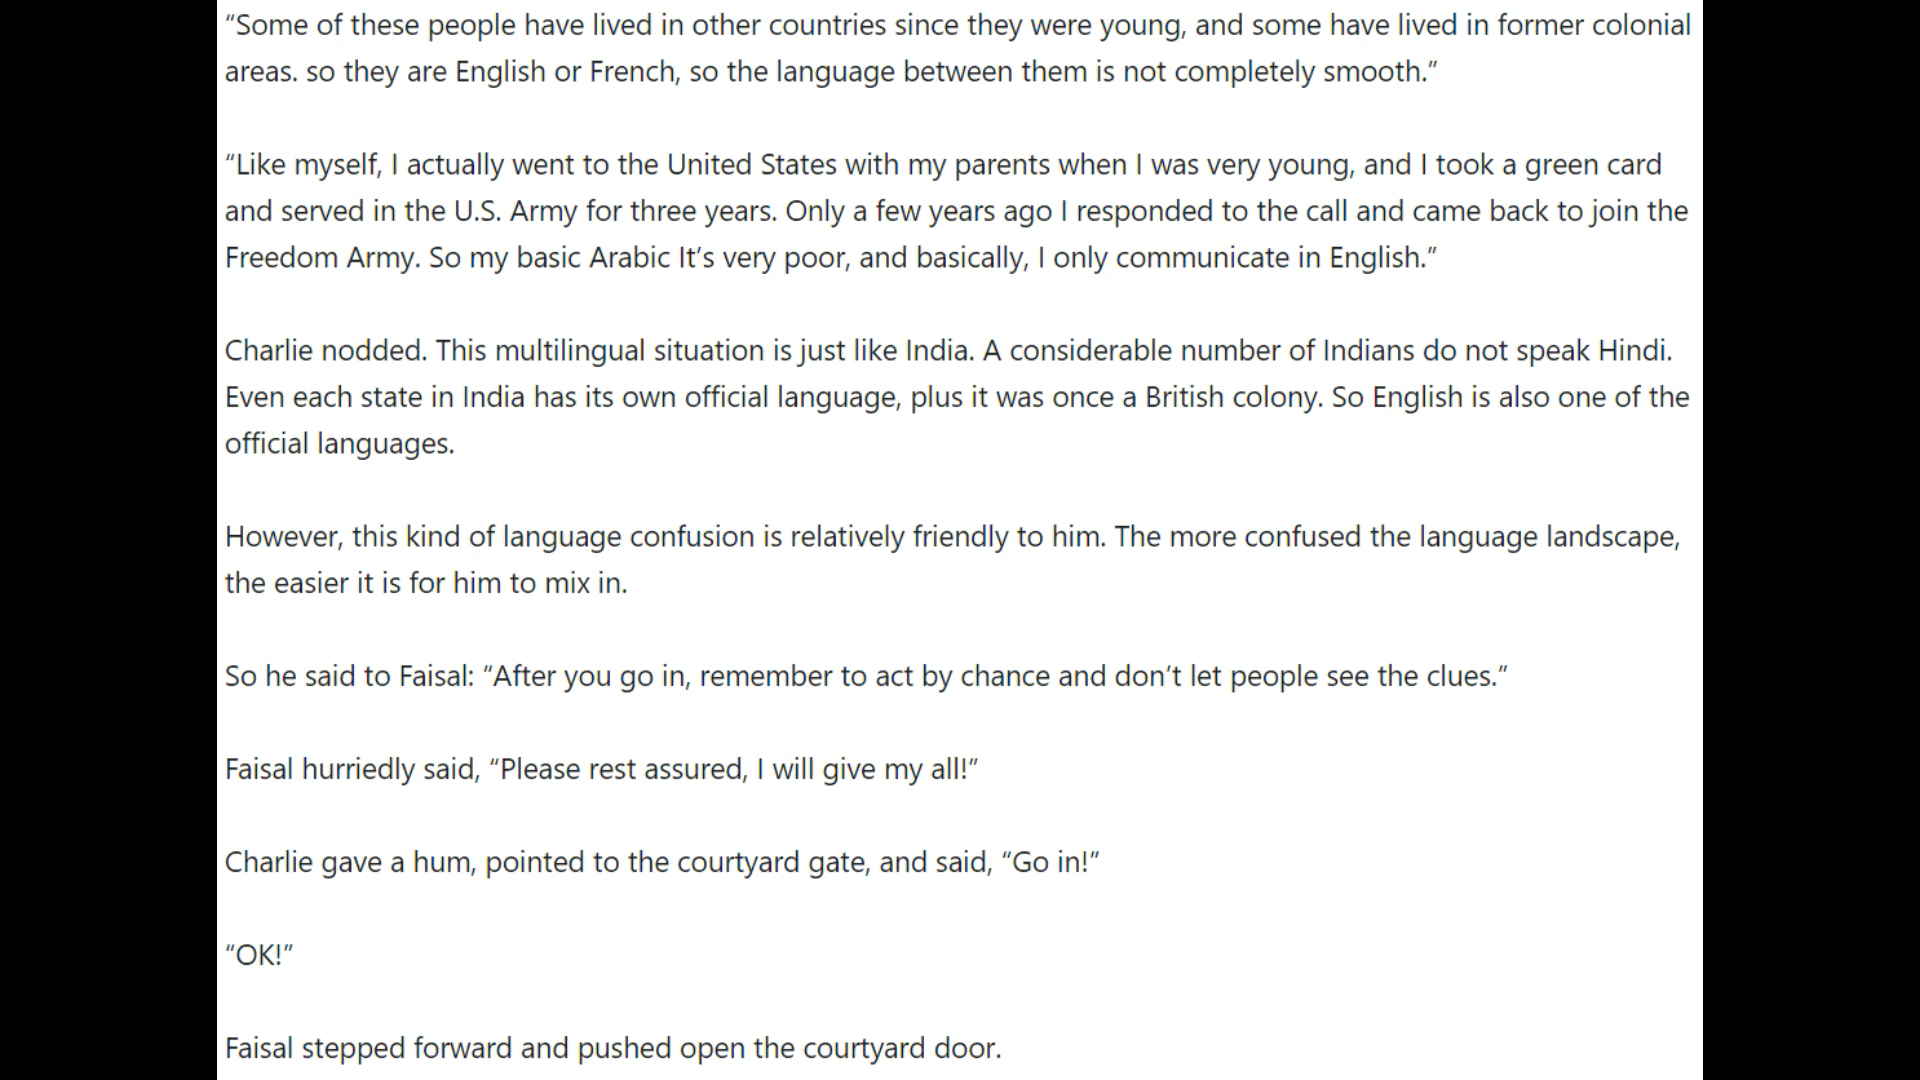 “Some of these people have lived in other countries since they were young, and some have lived in former colonial
areas. so they are English or French, so the language between them is not completely smooth.”
“Like myself, I actually went to the United States with my parents when I was very young, and I took a green card
and served in the U.S. Army for three years. Only a few years ago I responded to the call and came back to join the
Freedom Army. So my basic Arabic It’s very poor, and basically, I only communicate in English.”
Charlie nodded. This multilingual situation is just like India. A considerable number of Indians do not speak Hindi.
Even each state in India has its own official language, plus it was once a British colony. So English is also one of the
official languages.
However, this kind of language confusion is relatively friendly to him. The more confused the language landscape,
the easier it is for him to mix in.
So he said to Faisal: “After you go in, remember to act by chance and don’t let people see the clues.”
Faisal hurriedly said, “Please rest assured, I will give my all!”
Charlie gave a hum, pointed to the courtyard gate, and said, “Go in!”
“OK!”
Faisal stepped forward and pushed open the courtyard door.